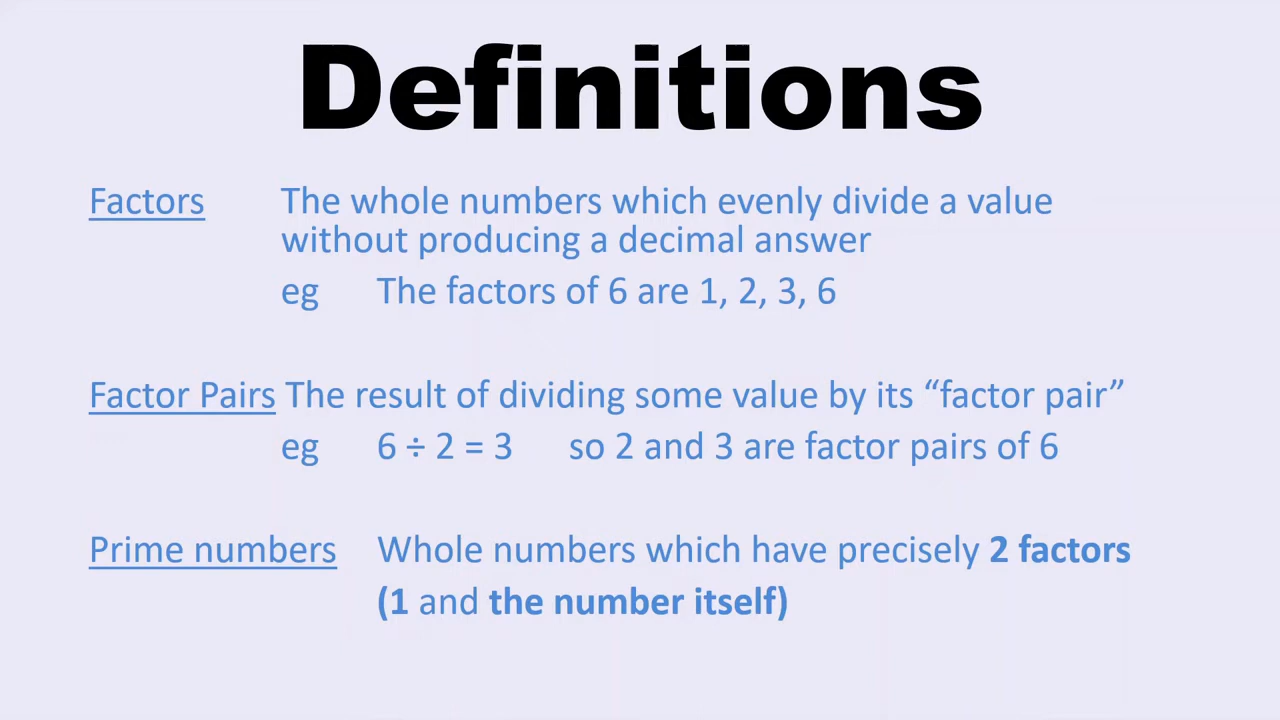 Definitions
Factors The whole numbers which evenly divide a value
without producing a decimal answer
eg The factors of 6 are 1, 2, 3, 6
Factor Pairs The result of dividing some value by its “factor pair”
eg 6 ÷ 2 = 3 so 2 and 3 are factor pairs of 6
Prime numbers Whole numbers which have precisely 2 factors
(1 and the number itself)